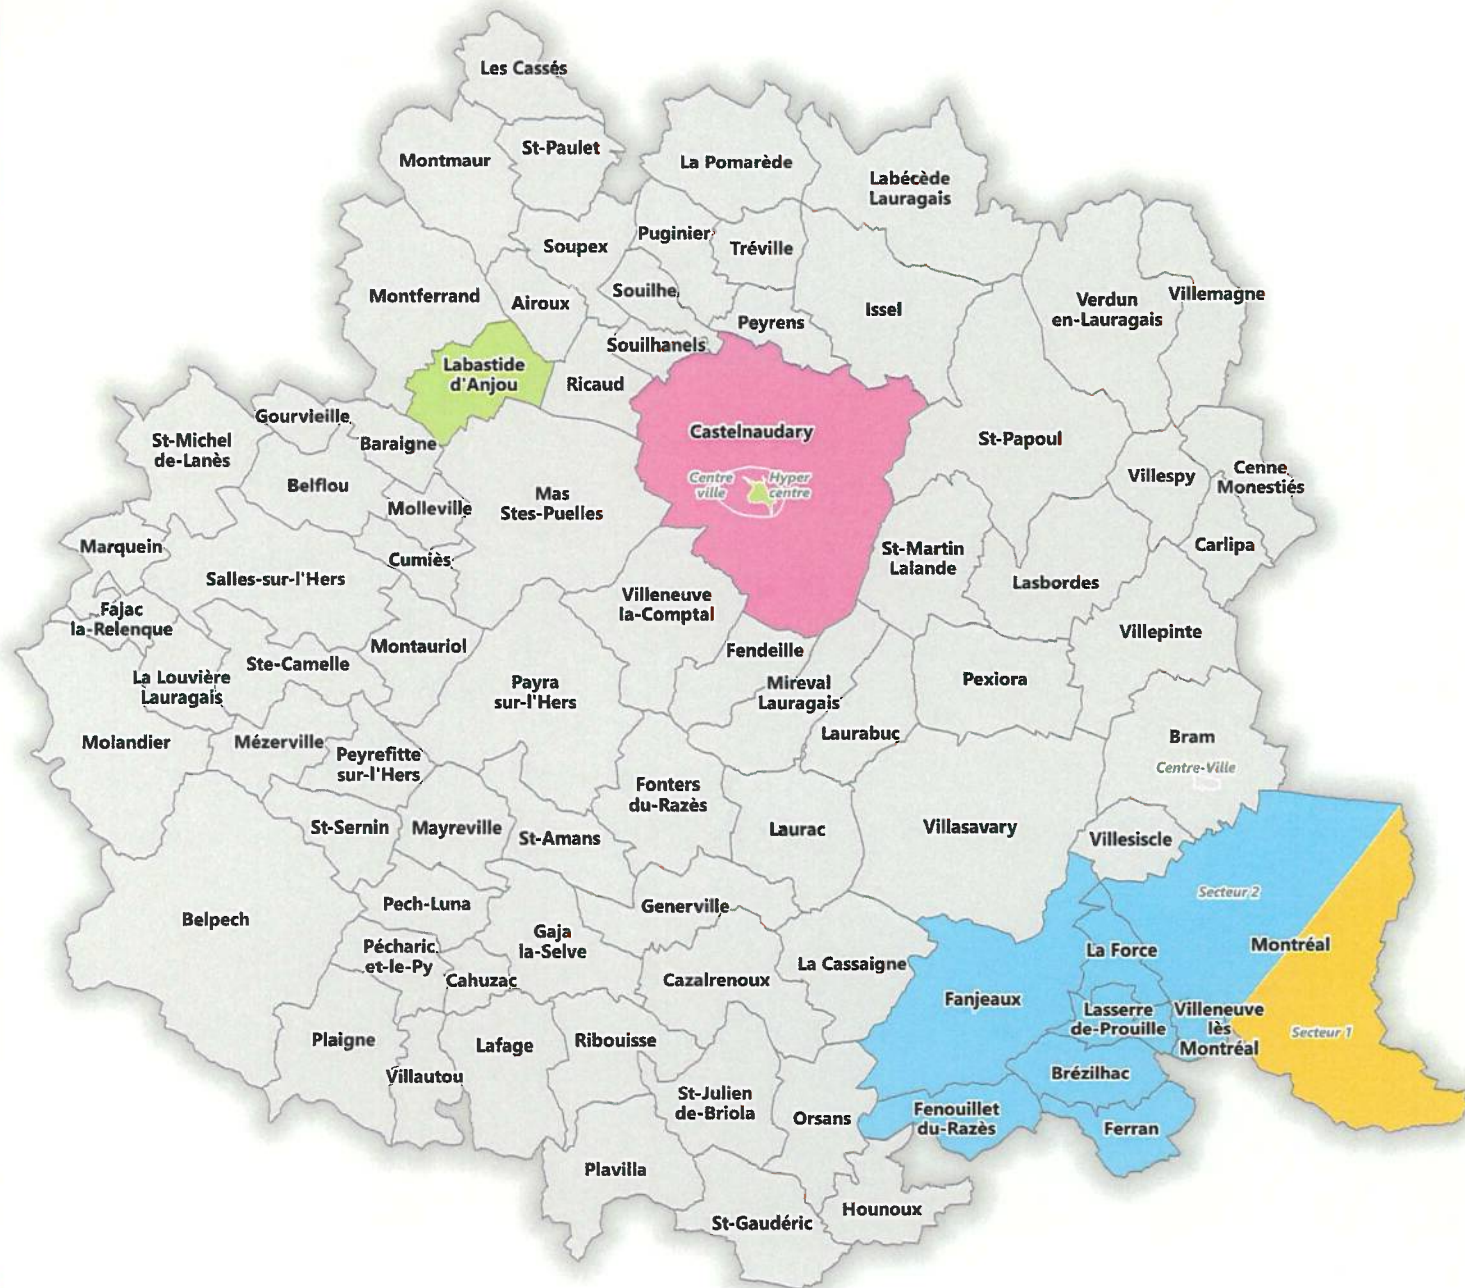 Les Cassés
Montmaur
St-Paulet
La Pomarède
Labécède
Lauragais
Soupex
Puginier
Tréville
Montferrand
Airoux
Souilhe
Peyrens
Issel
Verdun
en-Lauragais
Villemagne
Souilhanels
Labastide
d'Anjou
Ricaud
Castelnaudary
Centre
ville
Hyper
centre
St-Papoul
Villespy
Cenne
Monestiés
Carlipa
Gourvieille
St-Michel
de-Lanès
Baraigne
Belflou
Molleville
Mas
Stes-Puelles
Marquein
Salles-sur-l'Hers
Cumiès
Villeneuve
la-Comptal
St-Martin
Lalande
Lasbordes
Fajac
la-Relenque
Montauriol
Villepinte
Fendeille
La Louvière
Lauragais
Ste-Camelle
Payra
sur-l'Hers
Mireval
Lauragais
Pexiora
Laurabuc
Bram
Centre-Ville
Molandier
Mézerville
Peyrefitte
sur-l'Hers
Fonters
du-Razès
St-Sernin
Mayreville
St-Amans
Laurac
Villasavary
Villesiscle
Secteur 2
Belpech
Pech-Luna
Generville
Gaja
la-Selve
Pécharic
et-le-Py
Cahuzac
Cazalrenoux
La Cassaigne
La Force
Montréal
Fanjeaux
Lasserre
de-Prouille
Villeneuve
lès
Montréal
Secteur 1
Plaigne
Lafage
Ribouisse
Villautou
Brézilhac
St-Julien
de-Briola
Orsans
Fenouillet
du-Razès
Ferran
Plavilla
St-Gaudéric
Hounoux